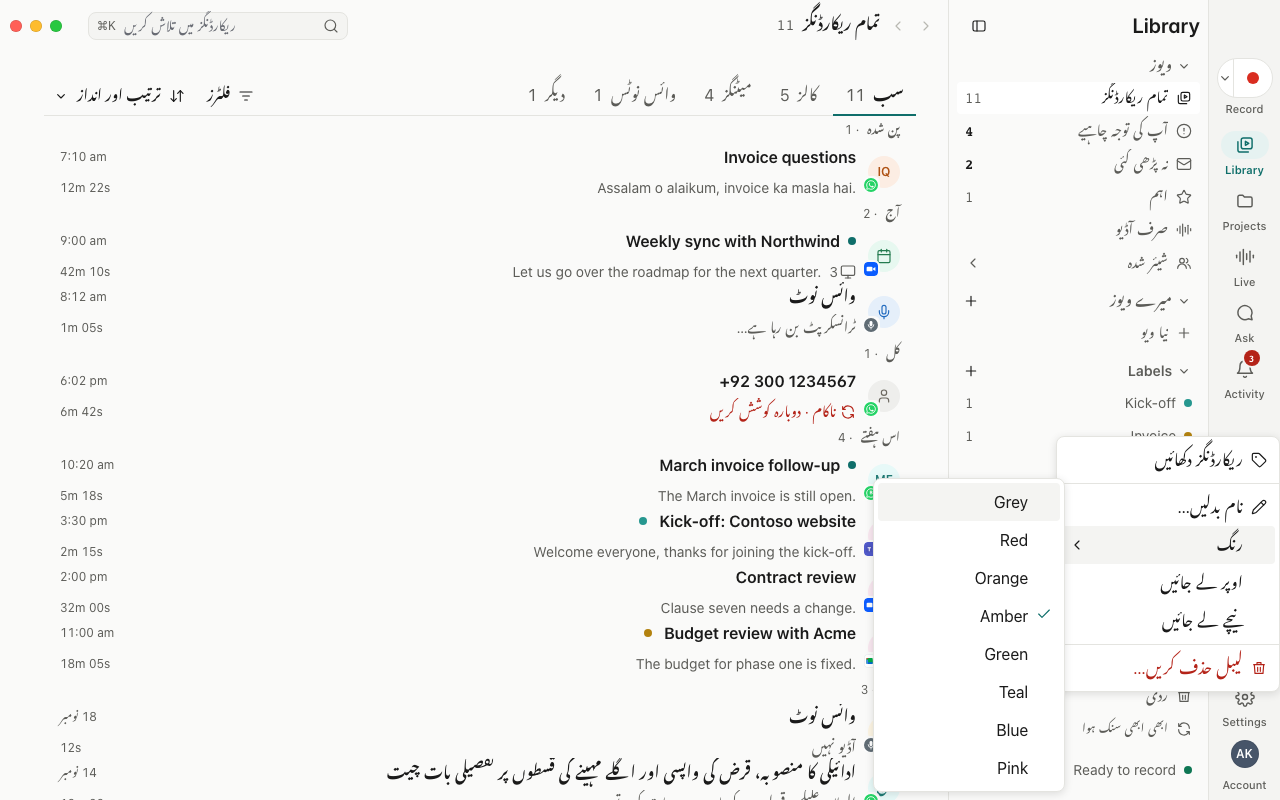 Record
Library
Projects
Live
Ask
3
Activity
Settings
AK
Account
Library
ویوز
تمام ریکارڈنگز 11
آپ کی توجہ چاہیے 4
نہ پڑھی گئی 2
اہم 1
صرف آڈیو
شیئر شدہ
میرے ویوز
نیا ویو
Labels
Kick-off 1
Invoice 1
ردی
ابھی ابھی سنک ہوا
Ready to record
تمام ریکارڈنگز 11
ریکارڈنگز میں تلاش کریں ⌘K
سب 11
کالز 5
میٹنگز 4
وائس نوٹس 1
دیگر 1
فلٹرز
ترتیب اور انداز
پن شدہ · 1
Invoice questions 7:10 am
IQ
Assalam o alaikum, invoice ka masla hai. 12m 22s
آج · 2
Weekly sync with Northwind 9:00 am
3 Let us go over the roadmap for the next quarter. 42m 10s
وائس نوٹ 8:12 am
ٹرانسکرپٹ بن رہا ہے... 1m 05s
کل · 1
+92 300 1234567 6:02 pm
ناکام · دوبارہ کوشش کریں 6m 42s
اس ہفتے · 4
March invoice follow-up 10:20 am
The March invoice is still open. 5m 18s
Kick-off: Contoso website 3:30 pm
Welcome everyone, thanks for joining the kick-off. 2m 15s
Contract review 2:00 pm
Clause seven needs a change. 32m 00s
Budget review with Acme 11:00 am
The budget for phase one is fixed. 18m 05s
3
وائس نوٹ 18 نومبر
آڈیو نہیں 12s
ادائیگی کا منصوبہ، قرض کی واپسی اور اگلے مہینے کی قسطوں پر تفصیلی بات چیت 14 نومبر
ریکارڈنگز دکھائیں
نام بدلیں...
رنگ
اوپر لے جائیں
نیچے لے جائیں
لیبل حذف کریں...
Grey
Red
Orange
Amber
Green
Teal
Blue
Pink